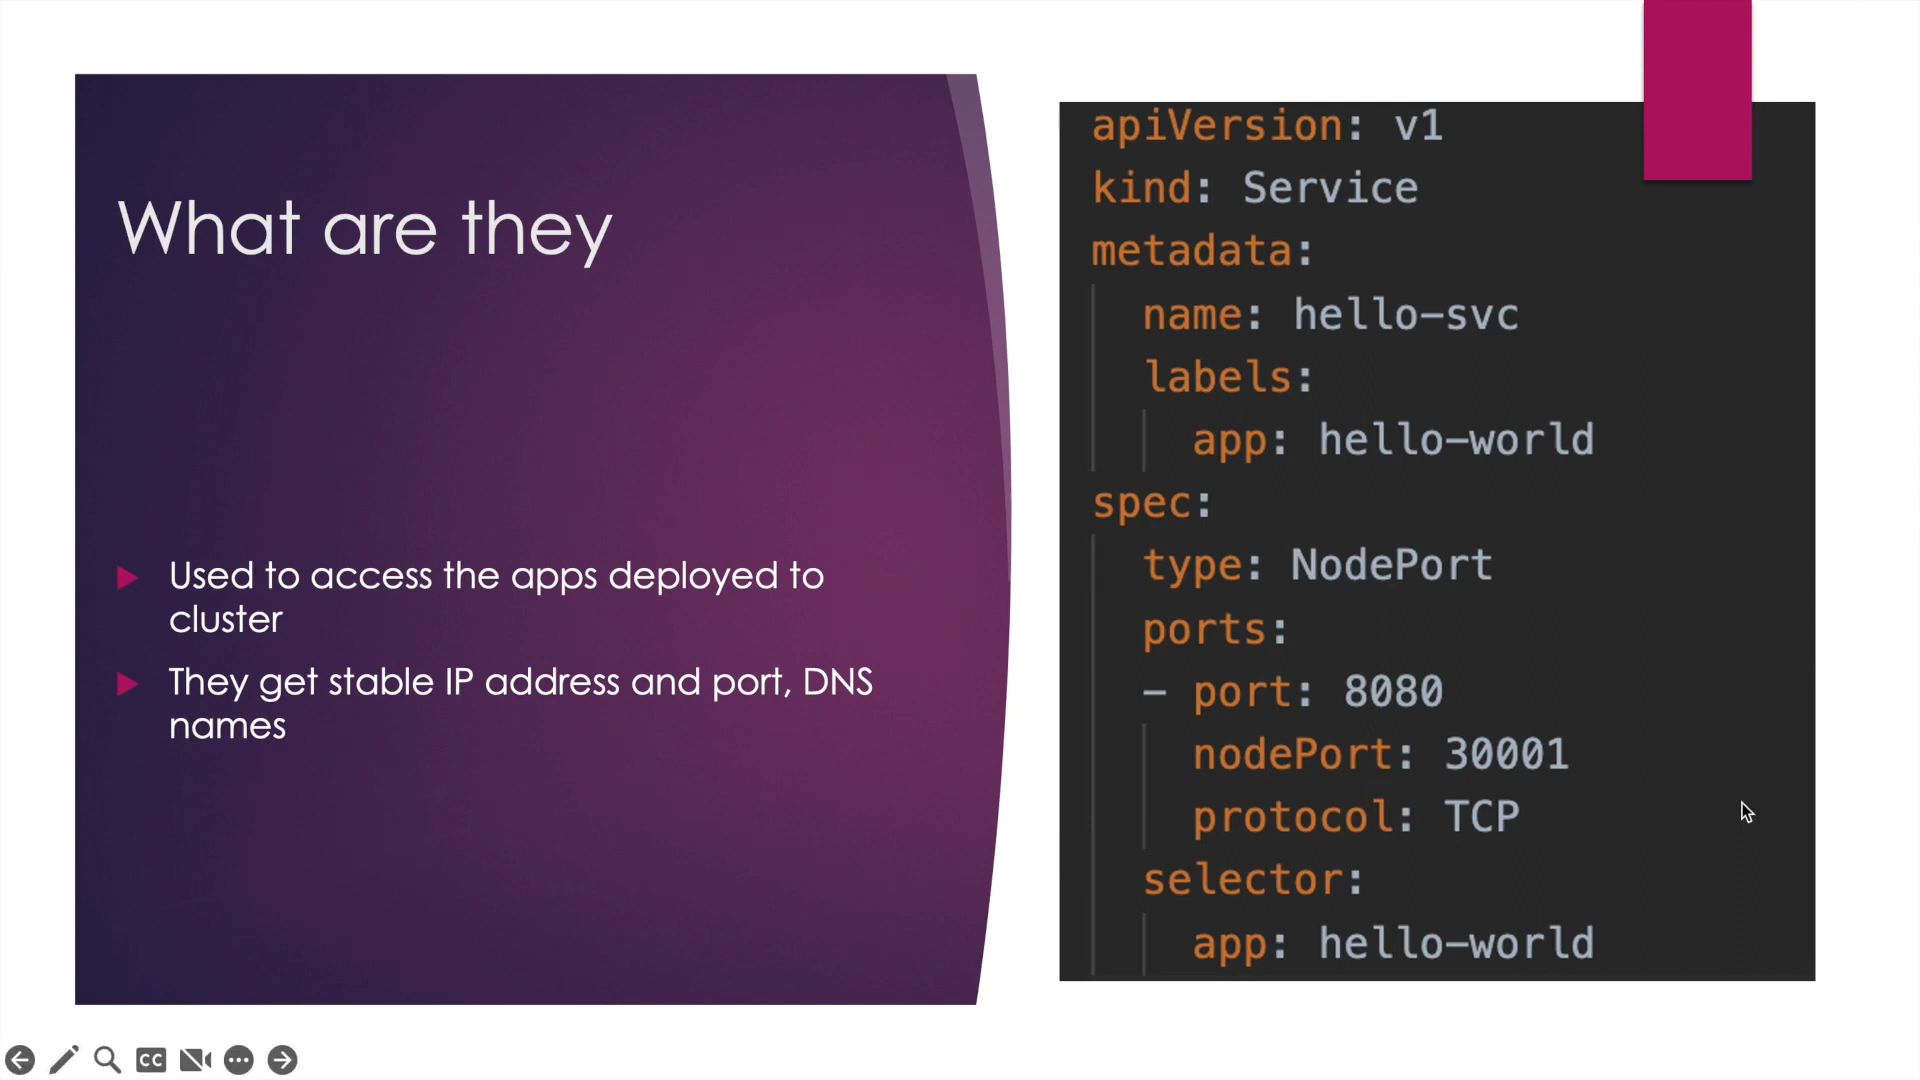 What are they
Used to access the apps deployed to
cluster
They get stable IP address and port, DNS
names
apiVersion: v1
kind: Service
metadata:
name: hello-svc
labels:
app: hello-world
spec:
type: NodePort
ports:
- port: 8080
nodePort: 30001
protocol: TCP
selector:
app: hello-world
CC